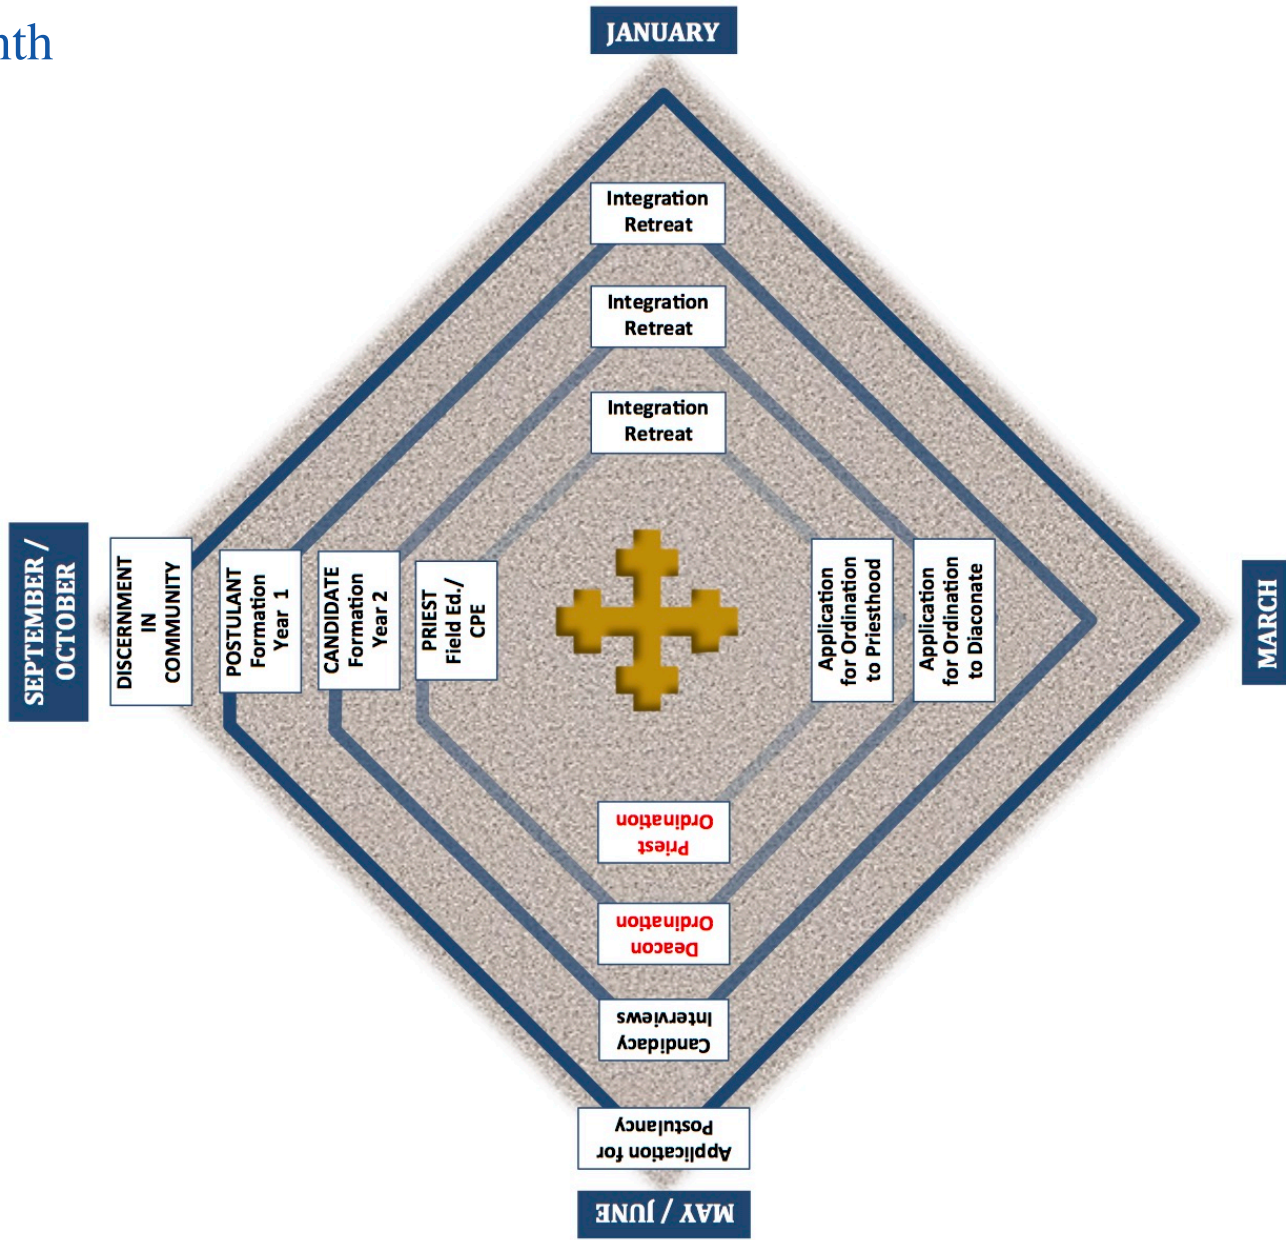 nth
JANUARY
Integration
Retreat
Integration
Retreat
Integration
Retreat
SEPTEMBER /
OCTOBER
DISCERNMENT
IN
COMMUNITY
POSTULANT
Formation
Year 1
CANDIDATE
Formation
Year 2
PRIEST
Field Ed./
CPE
Application
for Ordination
to Priesthood
Application
for Ordination
to Diaconate
MARCH
Priest
Ordination
Deacon
Ordination
Candidacy
Interviews
Application for
Postulancy
MAY / JUNE